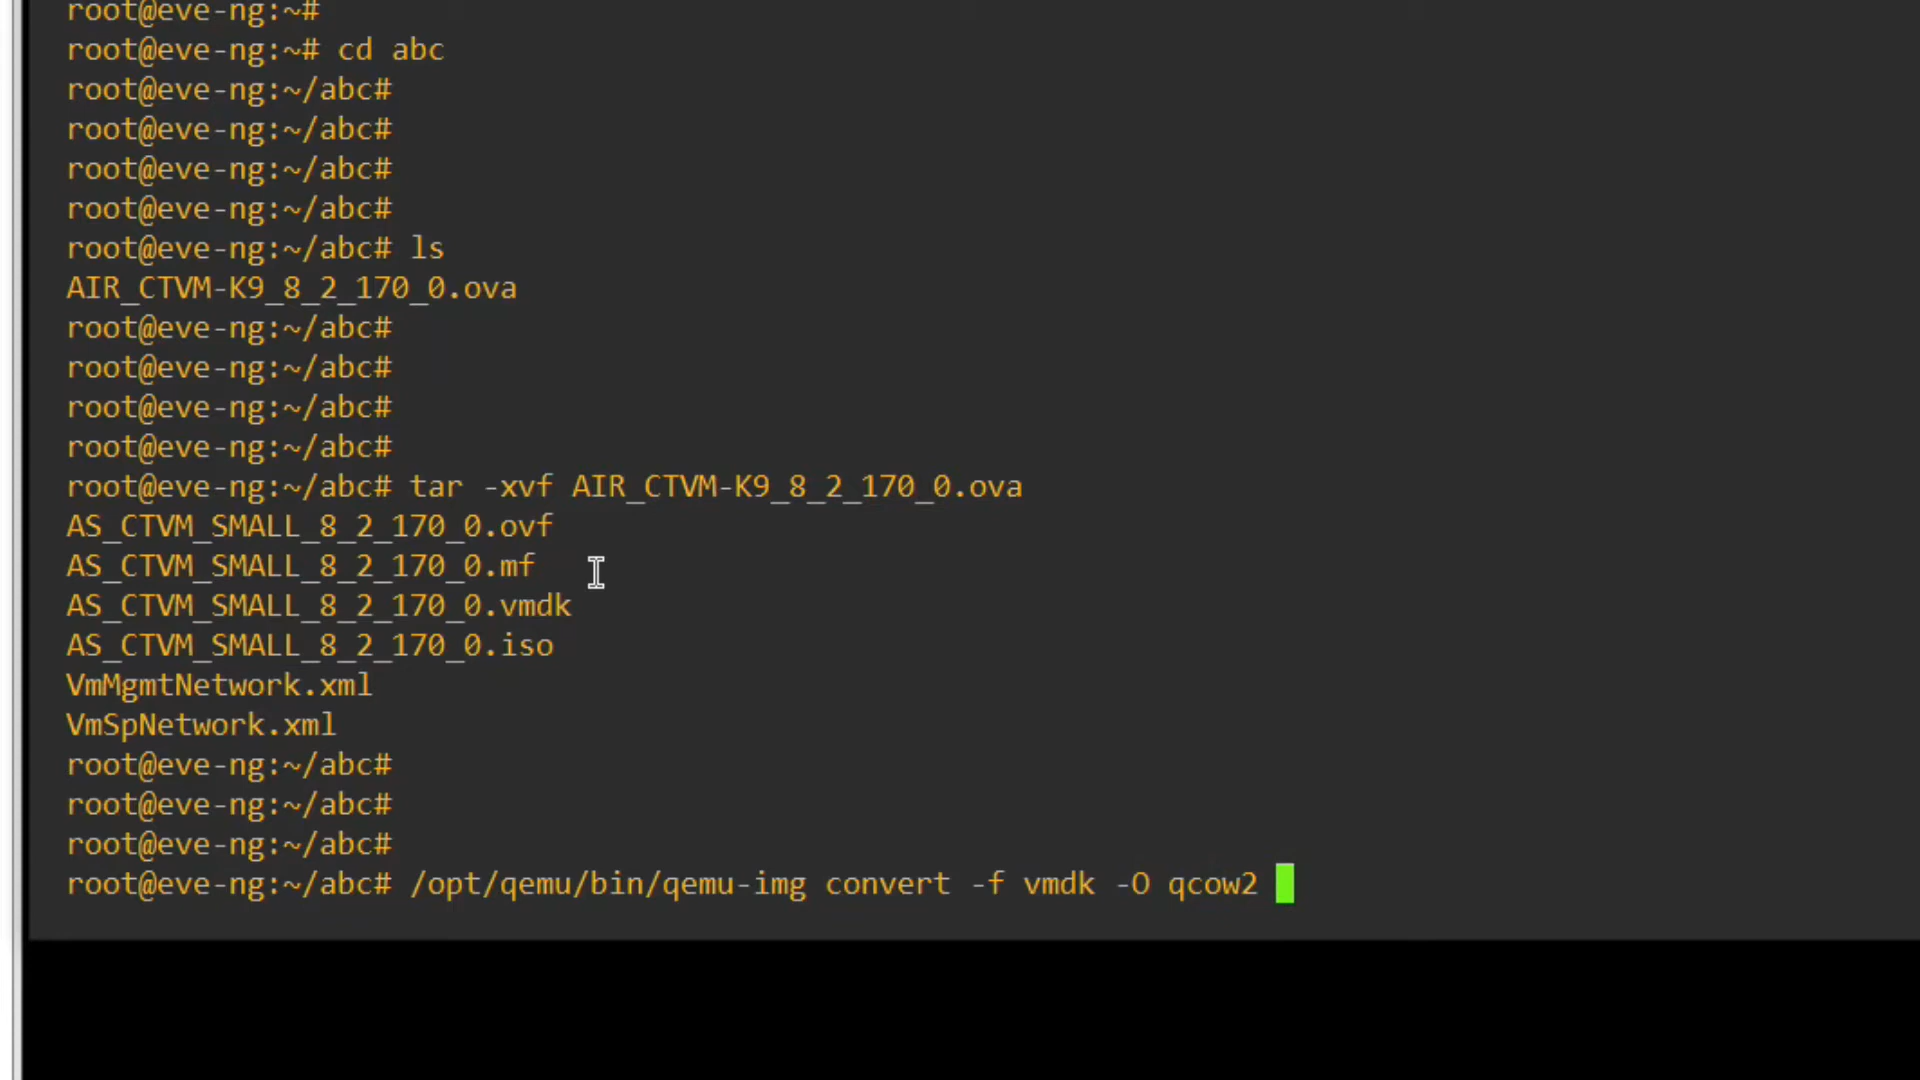 root@eve-ng:~#
root@eve-ng:~# cd abc
root@eve-ng:~/abc#
root@eve-ng:~/abc#
root@eve-ng:~/abc#
root@eve-ng:~/abc#
root@eve-ng:~/abc# ls
AIR_CTVM-K9_8_2_170_0.ova
root@eve-ng:~/abc#
root@eve-ng:~/abc#
root@eve-ng:~/abc#
root@eve-ng:~/abc#
root@eve-ng:~/abc# tar -xvf AIR_CTVM-K9_8_2_170_0.ova
AS_CTVM_SMALL_8_2_170_0.ovf
AS_CTVM_SMALL_8_2_170_0.mf
AS_CTVM_SMALL_8_2_170_0.vmdk
AS_CTVM_SMALL_8_2_170_0.iso
VmMgmtNetwork.xml
VmSpNetwork.xml
root@eve-ng:~/abc#
root@eve-ng:~/abc#
root@eve-ng:~/abc#
root@eve-ng:~/abc# /opt/qemu/bin/qemu-img convert -f vmdk -O qcow2